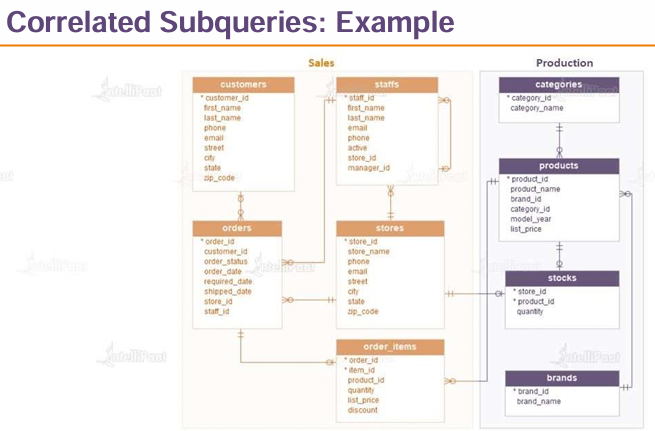 Correlated Subqueries: Example
Sales
Production
customers
* customer_id
first_name
last_name
phone
email
street
city
state
zip_code
staffs
* staff_id
first_name
last_name
email
phone
active
store_id
manager_id
categories
* category_id
category_name
products
* product_id
product_name
brand_id
category_id
model_year
list_price
orders
* order_id
customer_id
order_status
order_date
required_date
shipped_date
store_id
staff_id
stores
* store_id
store_name
phone
email
street
city
state
zip_code
stocks
* store_id
* product_id
quantity
order_items
* order_id
* item_id
product_id
quantity
list_price
discount
brands
* brand_id
brand_name